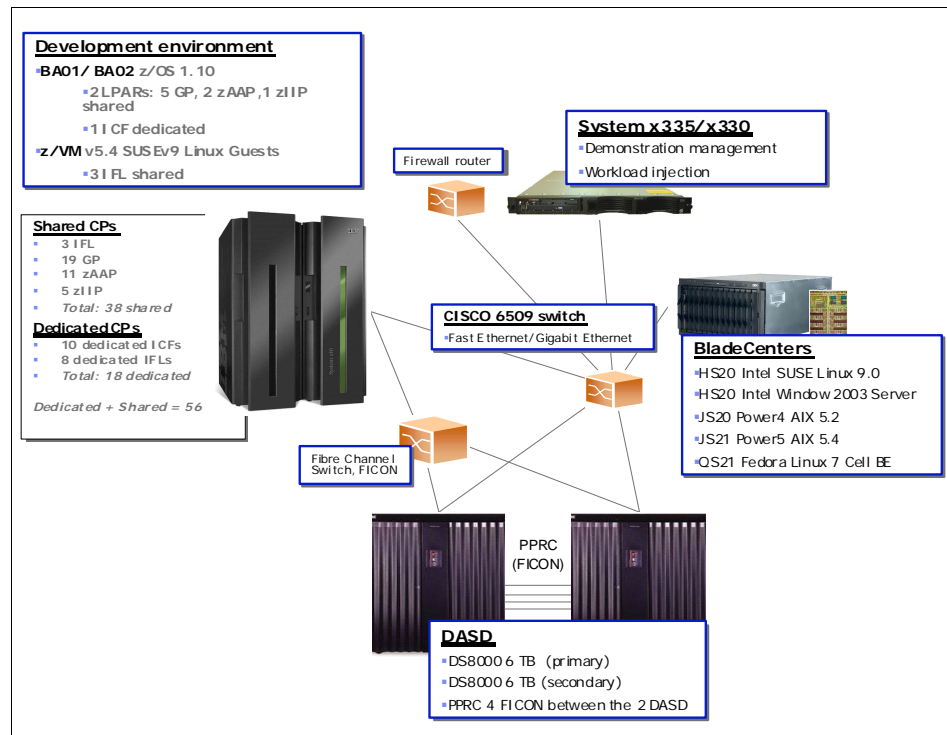 Development environment
▪BA01/ BA02 z/OS 1.10
▪2 LPARs: 5 GP, 2 zAAP,1 zIIP
shared
▪1 ICF dedicated
▪z/VM v5.4 SUSEv9 Linux Guests
▪3 IFL shared
System x335/x330
▪Demonstration management
▪Workload injection
Firewall router
Shared CPs
▪ 3 IFL
▪ 19 GP
▪ 11 zAAP
▪ 5 zIIP
▪ Total: 38 shared
Dedicated CPs
▪ 10 dedicated ICFs
▪ 8 dedicated IFLs
▪ Total: 18 dedicated
Dedicated + Shared = 56
CISCO 6509 switch
▪Fast Ethernet/Gigabit Ethernet
BladeCenters
▪HS20 Intel SUSE Linux 9.0
▪HS20 Intel Window 2003 Server
▪JS20 Power4 AIX 5.2
▪JS21 Power5 AIX 5.4
▪QS21 Fedora Linux 7 Cell BE
Fibre Channel
Switch, FICON
PPRC
(FICON)
DASD
▪DS8000 6 TB (primary)
▪DS8000 6 TB (secondary)
▪PPRC 4 FICON between the 2 DASD